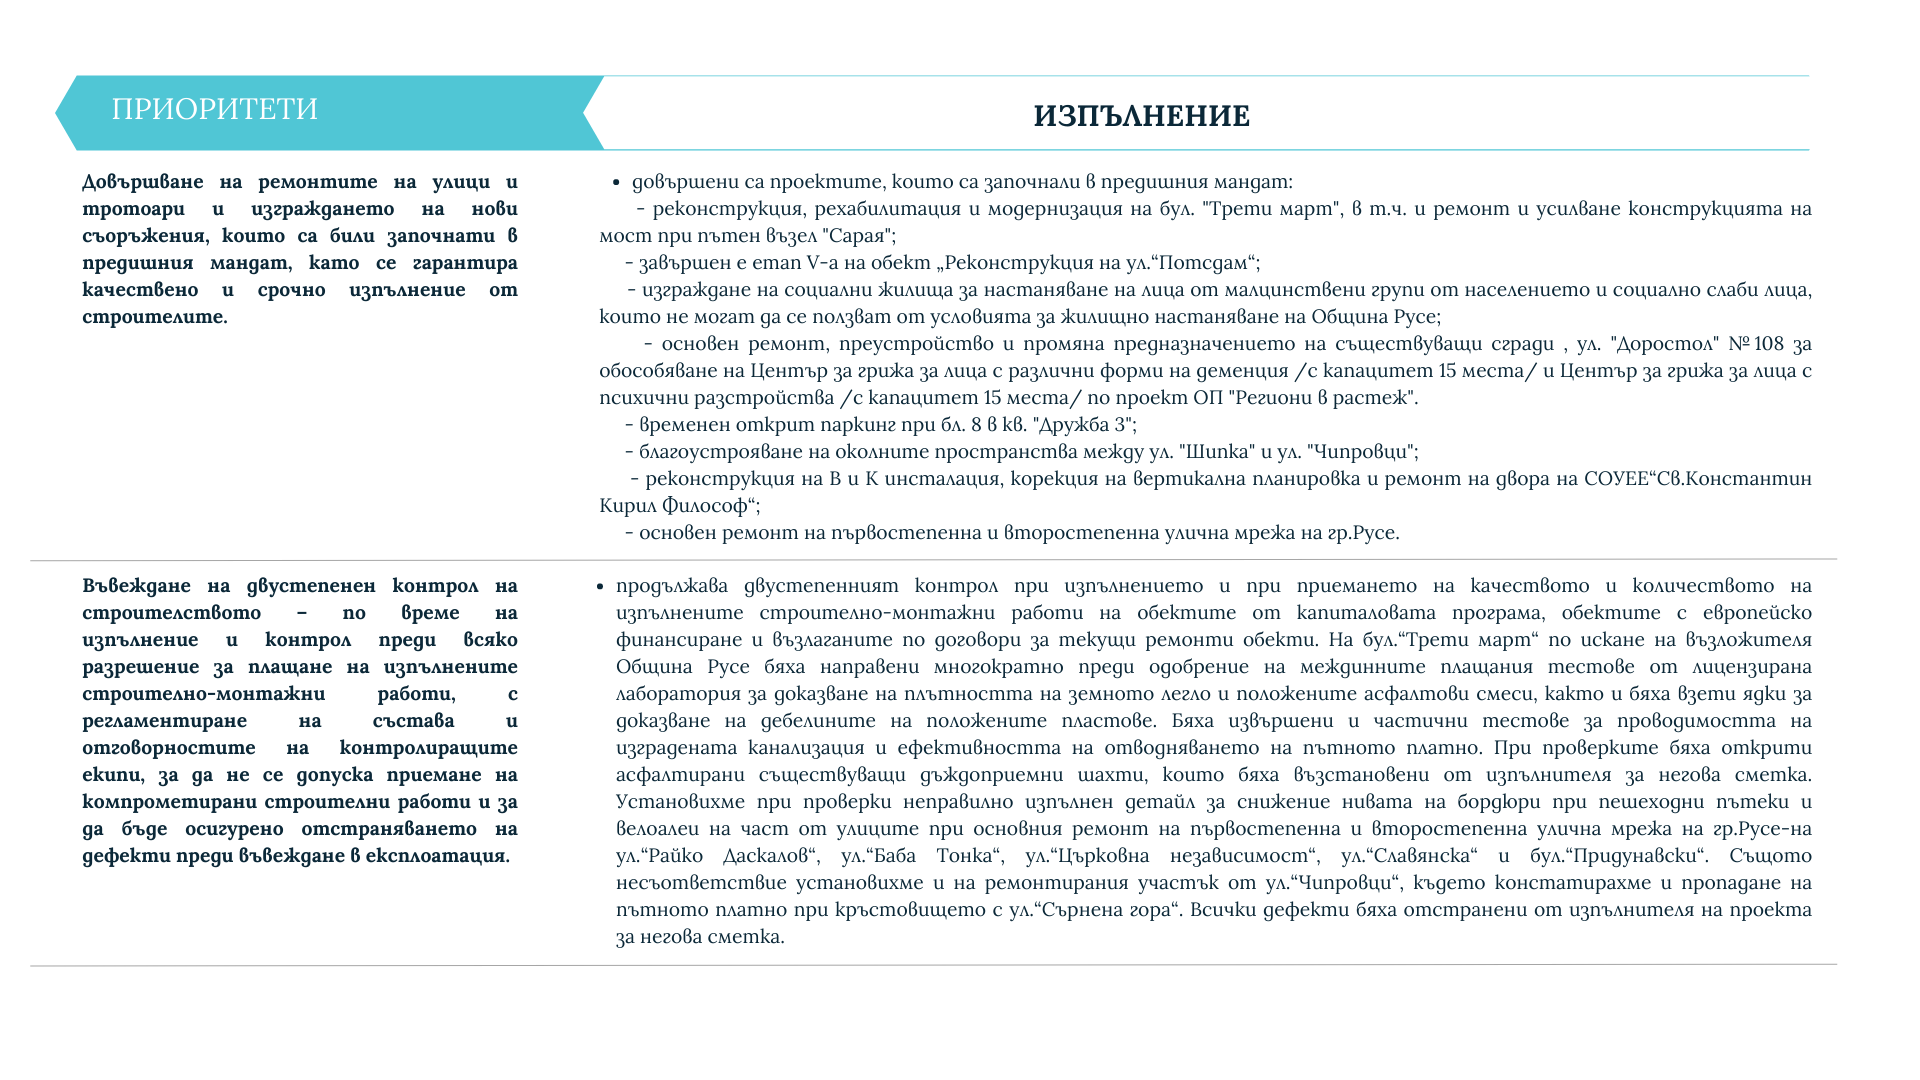 ПРИОРИТЕТИ
ИЗПЪЛНЕНИЕ
Довършване на ремонтите на улици и
тротоари и изграждането на нови
съоръжения, които са били започнати в
предишния мандат, като се гарантира
качествено и срочно изпълнение от
строителите.
• довършени са проектите, които са започнали в предишния мандат:
- реконструкция, рехабилитация и модернизация на бул. "Трети март", в т.ч. и ремонт и усилване конструкцията на
мост при пътен възел "Сарая";
- завършен е етап V-а на обект „Реконструкция на ул.“Потсдам“;
- изграждане на социални жилища за настаняване на лица от малцинствени групи от населението и социално слаби лица,
които не могат да се ползват от условията за жилищно настаняване на Община Русе;
- основен ремонт, преустройство и промяна предназначението на съществуващи сгради , ул. "Доростол" №108 за
обособяване на Център за грижа за лица с различни форми на деменция /с капацитет 15 места/ и Център за грижа за лица с
психични разстройства /с капацитет 15 места/ по проект ОП "Региони в растеж".
- временен открит паркинг при бл. 8 в кв. "Дружба 3";
- благоустрояване на околните пространства между ул. "Шипка" и ул. "Чипровци";
- реконструкция на В и К инсталация, корекция на вертикална планировка и ремонт на двора на СОУЕЕ“Св.Константин
Кирил Философ“;
- основен ремонт на първостепенна и второстепенна улична мрежа на гр.Русе.
Въвеждане на двустепенен контрол на
строителството – по време на
изпълнение и контрол преди всяко
разрешение за плащане на изпълнените
строително-монтажни работи, с
регламентиране на състава и
отговорностите на контролиращите
екипи, за да не се допуска приемане на
компрометирани строителни работи и за
да бъде осигурено отстраняването на
дефекти преди въвеждане в експлоатация.
• продължава двустепенният контрол при изпълнението и при приемането на качеството и количеството на
изпълнените строително-монтажни работи на обектите от капиталовата програма, обектите с европейско
финансиране и възлаганите по договори за текущи ремонти обекти. На бул.“Трети март“ по искане на възложителя
Община Русе бяха направени многократно преди одобрение на междинните плащания тестове от лицензирана
лаборатория за доказване на плътността на земното легло и положените асфалтови смеси, както и бяха взети ядки за
доказване на дебелините на положените пластове. Бяха извършени и частични тестове за проводимостта на
изградената канализация и ефективността на отводняването на пътното платно. При проверките бяха открити
асфалтирани съществуващи дъждоприемни шахти, които бяха възстановени от изпълнителя за негова сметка.
Установихме при проверки неправилно изпълнен детайл за снижение нивата на бордюри при пешеходни пътеки и
велоалеи на част от улиците при основния ремонт на първостепенна и второстепенна улична мрежа на гр.Русе-на
ул.“Райко Даскалов“, ул.“Баба Тонка“, ул.“Църковна независимост“, ул.“Славянска“ и бул.“Придунавски“. Същото
несъответствие установихме и на ремонтирания участък от ул.“Чипровци“, където констатирахме и пропадане на
пътното платно при кръстовището с ул.“Сърнена гора“. Всички дефекти бяха отстранени от изпълнителя на проекта
за негова сметка.